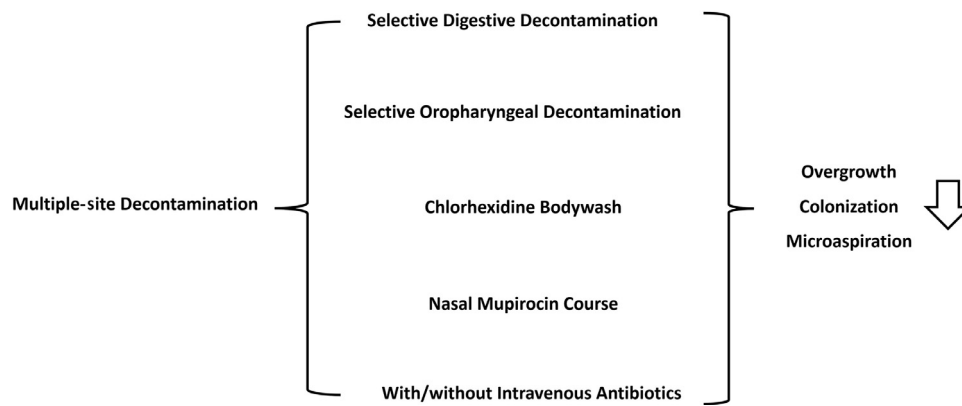 Selective Digestive Decontamination
Selective Oropharyngeal Decontamination
Multiple-site Decontamination
Chlorhexidine Bodywash
Nasal Mupirocin Course
With/without Intravenous Antibiotics
Overgrowth
Colonization
Microaspiration